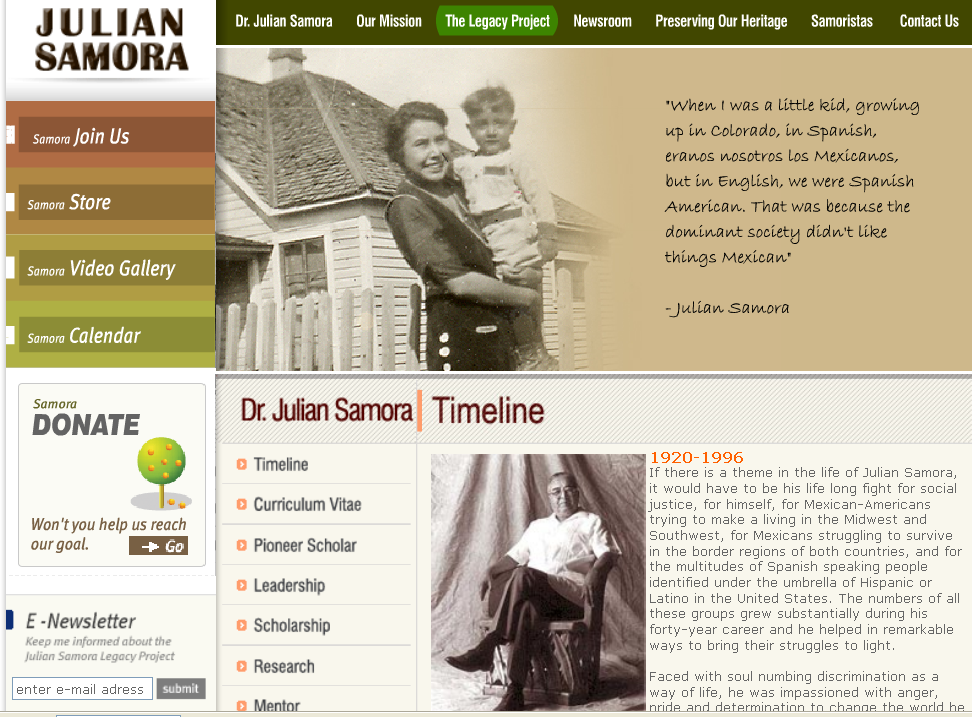 JULIAN
SAMORA
Dr. Julian Samora
Our Mission
The Legacy Project
Newsroom
Preserving Our Heritage
Samoristas
Contact Us
Samora Join Us
Samora Store
Samora Video Gallery
Samora Calendar
"When I was a little kid, growing
up in Colorado, in Spanish,
eranos nosotros los Mexicanos,
but in English, we were Spanish
American. That was because the
dominant society didn't like
things Mexican"
- Julian Samora
Samora
DONATE
Won't you help us reach
our goal.
Go
E -Newsletter
Keep me informed about the
Julian Samora Legacy Project
enter e-mail adress
submit
Dr. Julian Samora
Timeline
Timeline
Curriculum Vitae
Pioneer Scholar
Leadership
Scholarship
Research
Mentor
1920-1996
If there is a theme in the life of Julian Samora,
it would have to be his life long fight for social
justice, for himself, for Mexican-Americans
trying to make a living in the Midwest and
Southwest, for Mexicans struggling to survive
in the border regions of both countries, and for
the multitudes of Spanish speaking people
identified under the umbrella of Hispanic or
Latino in the United States. The numbers of all
these groups grew substantially during his
forty-year career and he helped in remarkable
ways to bring their struggles to light.
Faced with soul numbing discrimination as a
way of life, he was impassioned with anger,
pride and determination to change the world he